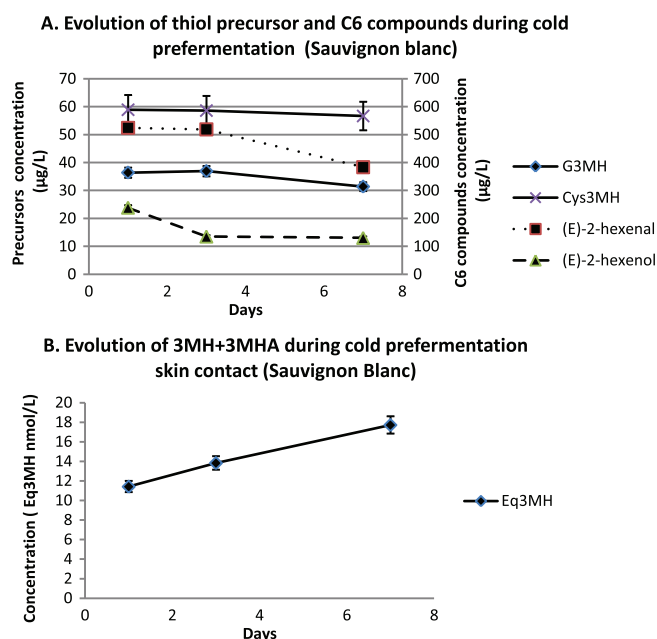 A. Evolution of thiol precursor and C6 compounds during cold
prefermentation (Sauvignon blanc)
Precursors concentration
(µg/L)
70
60
50
40
30
20
10
0
700
600
500
400
300
200
100
0
C6 compounds concentration
(µg/L)
0 2 4 6 8
Days
G3MH
Cys3MH
(E)-2-hexenal
(E)-2-hexenol
B. Evolution of 3MH+3MHA during cold prefermentation
skin contact (Sauvignon Blanc)
Concentration ( Eq3MH nmol/L)
20
18
16
14
12
10
8
6
4
2
0
0 2 4 6 8
Days
Eq3MH